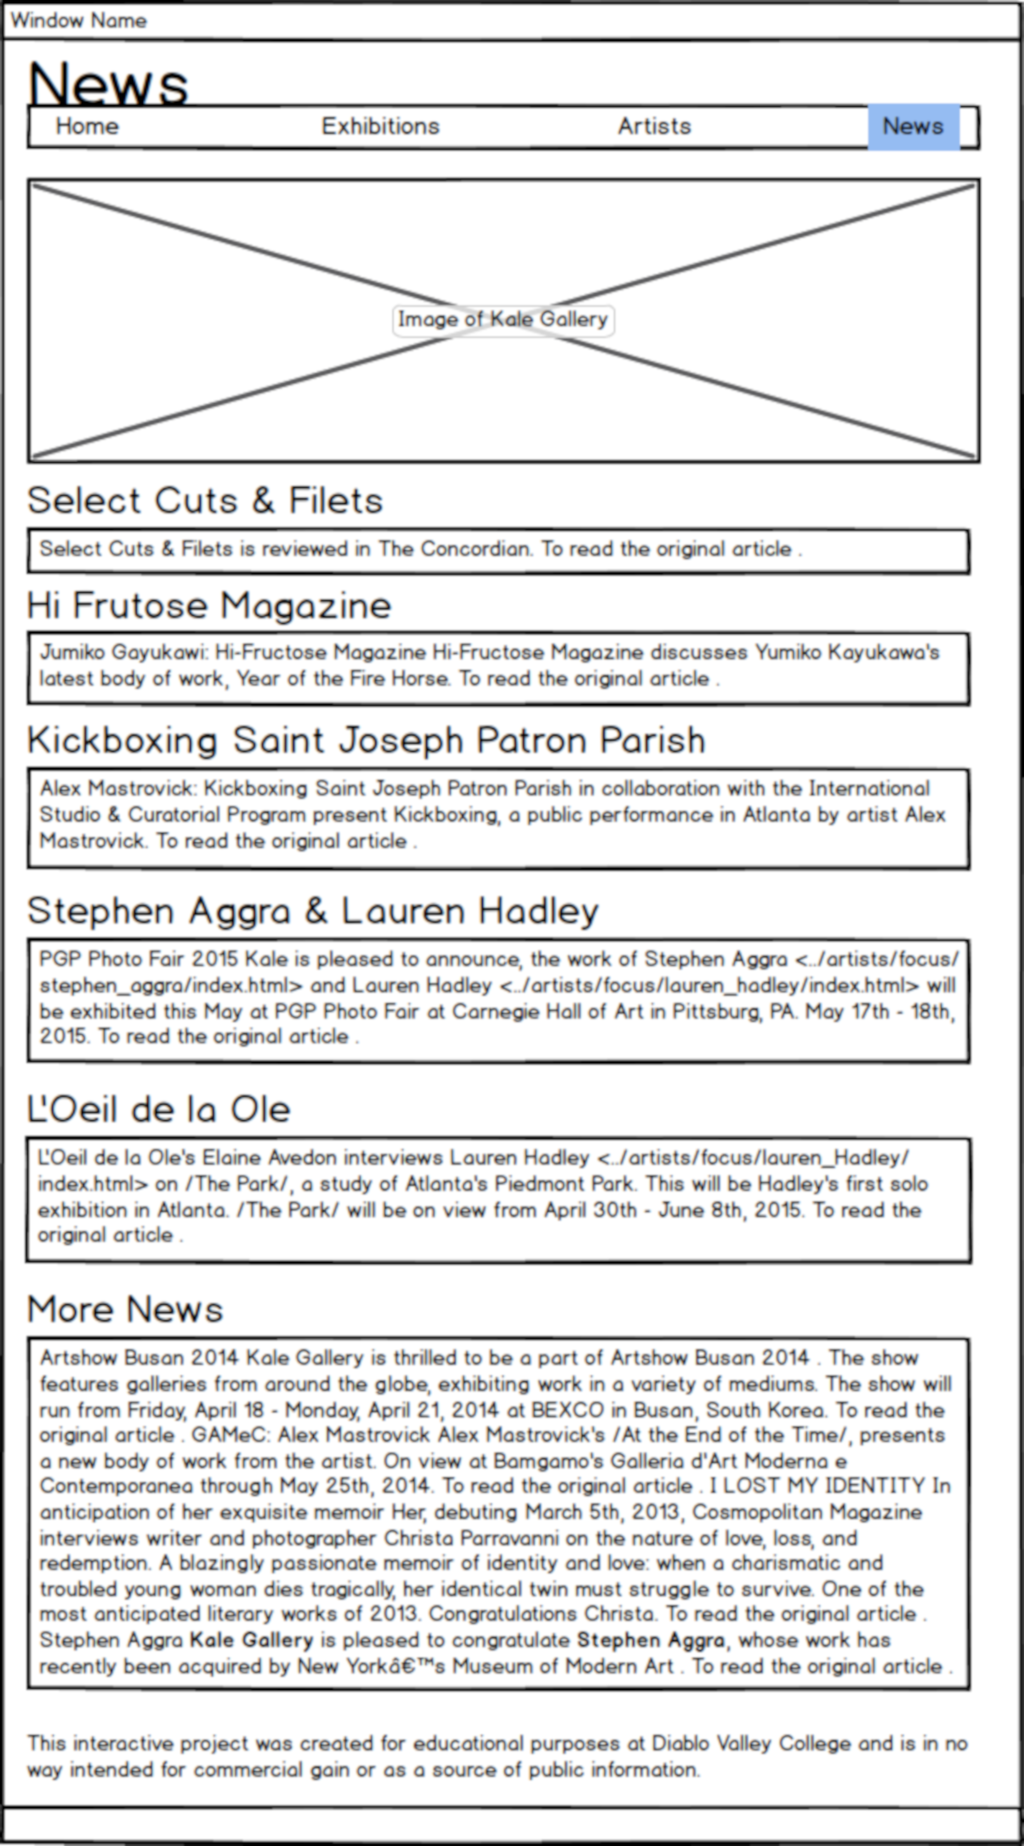 Window Name
News
Home Exhibitions Artists News
Image of Kale Gallery
Select Cuts & Filets
Select Cuts & Filets is reviewed in The Concordian. To read the original article .
Hi Frutose Magazine
Jumiko Gayukawi: Hi-Fructose Magazine Hi-Fructose Magazine discusses Yumiko Kayukawa's
latest body of work, Year of the Fire Horse. To read the original article .
Kickboxing Saint Joseph Patron Parish
Alex Mastrovick: Kickboxing Saint Joseph Patron Parish in collaboration with the International
Studio & Curatorial Program present Kickboxing, a public performance in Atlanta by artist Alex
Mastrovick. To read the original article .
Stephen Aggra & Lauren Hadley
PGP Photo Fair 2015 Kale is pleased to announce, the work of Stephen Aggra <../artists/focus/
stephen_aggra/index.html> and Lauren Hadley <../artists/focus/lauren_hadley/index.html> will
be exhibited this May at PGP Photo Fair at Carnegie Hall of Art in Pittsburg, PA. May 17th - 18th,
2015. To read the original article .
L'Oeil de la Ole
L'Oeil de la Ole's Elaine Avedon interviews Lauren Hadley <../artists/focus/lauren_Hadley/
index.html> on /The Park/, a study of Atlanta's Piedmont Park. This will be Hadley's first solo
exhibition in Atlanta. /The Park/ will be on view from April 30th - June 8th, 2015. To read the
original article .
More News
Artshow Busan 2014 Kale Gallery is thrilled to be a part of Artshow Busan 2014 . The show
features galleries from around the globe, exhibiting work in a variety of mediums. The show will
run from Friday, April 18 - Monday, April 21, 2014 at BEXCO in Busan, South Korea. To read the
original article . GAMeC: Alex Mastrovick Alex Mastrovick's /At the End of the Time/, presents
a new body of work from the artist. On view at Bamgamo's Galleria d'Art Moderna e
Contemporanea through May 25th, 2014. To read the original article . I LOST MY IDENTITY In
anticipation of her exquisite memoir Her, debuting March 5th, 2013, Cosmopolitan Magazine
interviews writer and photographer Christa Parravanni on the nature of love, loss, and
redemption. A blazingly passionate memoir of identity and love: when a charismatic and
troubled young woman dies tragically, her identical twin must struggle to survive. One of the
most anticipated literary works of 2013. Congratulations Christa. To read the original article .
Stephen Aggra Kale Gallery is pleased to congratulate Stephen Aggra, whose work has
recently been acquired by New Yorkâ€™s Museum of Modern Art . To read the original article .
This interactive project was created for educational purposes at Diablo Valley College and is in no
way intended for commercial gain or as a source of public information.